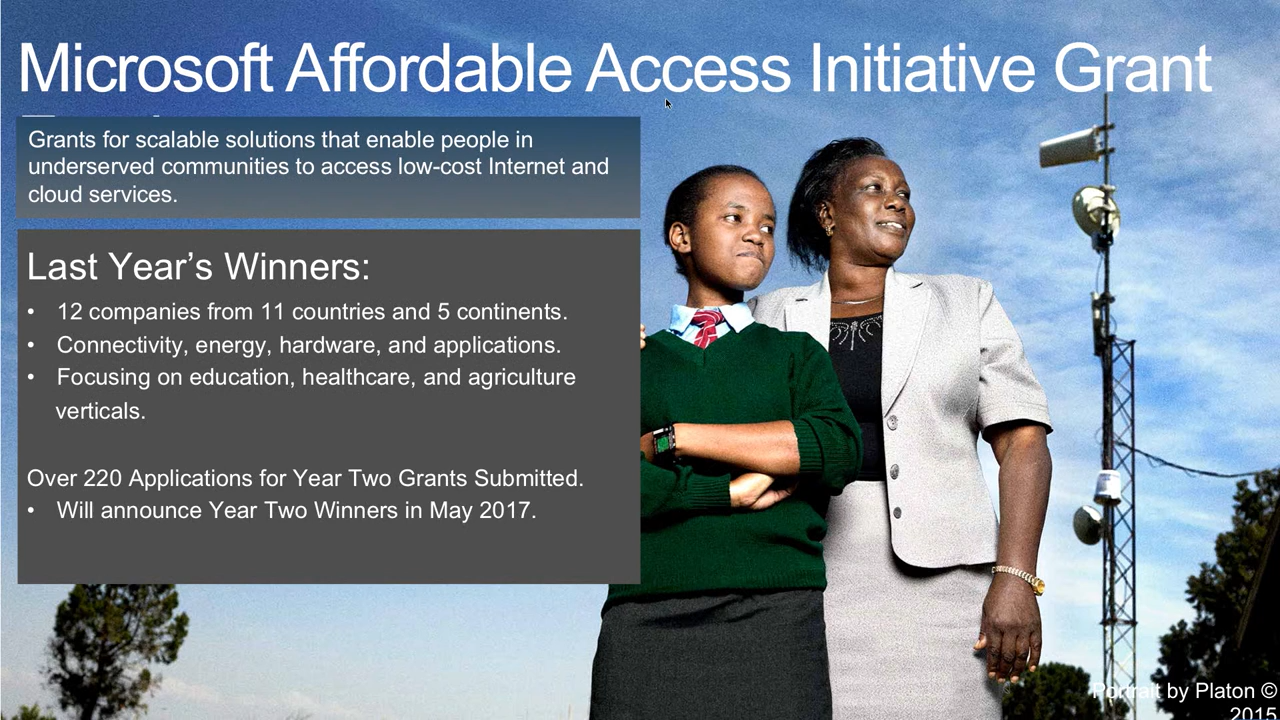 Microsoft Affordable Access Initiative Grant
Grants for scalable solutions that enable people in
underserved communities to access low-cost Internet and
cloud services.
Last Year’s Winners:
• 12 companies from 11 countries and 5 continents.
• Connectivity, energy, hardware, and applications.
• Focusing on education, healthcare, and agriculture
verticals.
Over 220 Applications for Year Two Grants Submitted.
• Will announce Year Two Winners in May 2017.
Portrait by Platon ©
2015